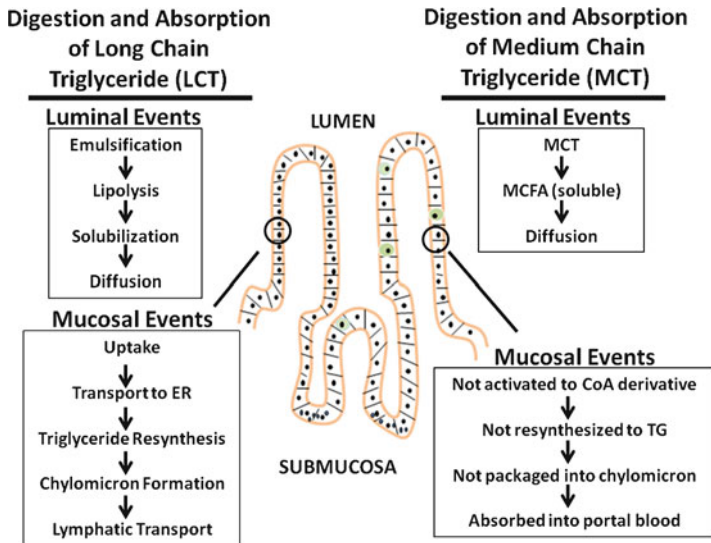 Digestion and Absorption
of Long Chain
Triglyceride (LCT)
Luminal Events
Emulsification
Lipolysis
Solubilization
Diffusion
Mucosal Events
Uptake
Transport to ER
Triglyceride Resynthesis
Chylomicron Formation
Lymphatic Transport
LUMEN
SUBMUCOSA
Digestion and Absorption
of Medium Chain
Triglyceride (MCT)
Luminal Events
MCT
MCFA (soluble)
Diffusion
Mucosal Events
Not activated to CoA derivative
Not resynthesized to TG
Not packaged into chylomicron
Absorbed into portal blood